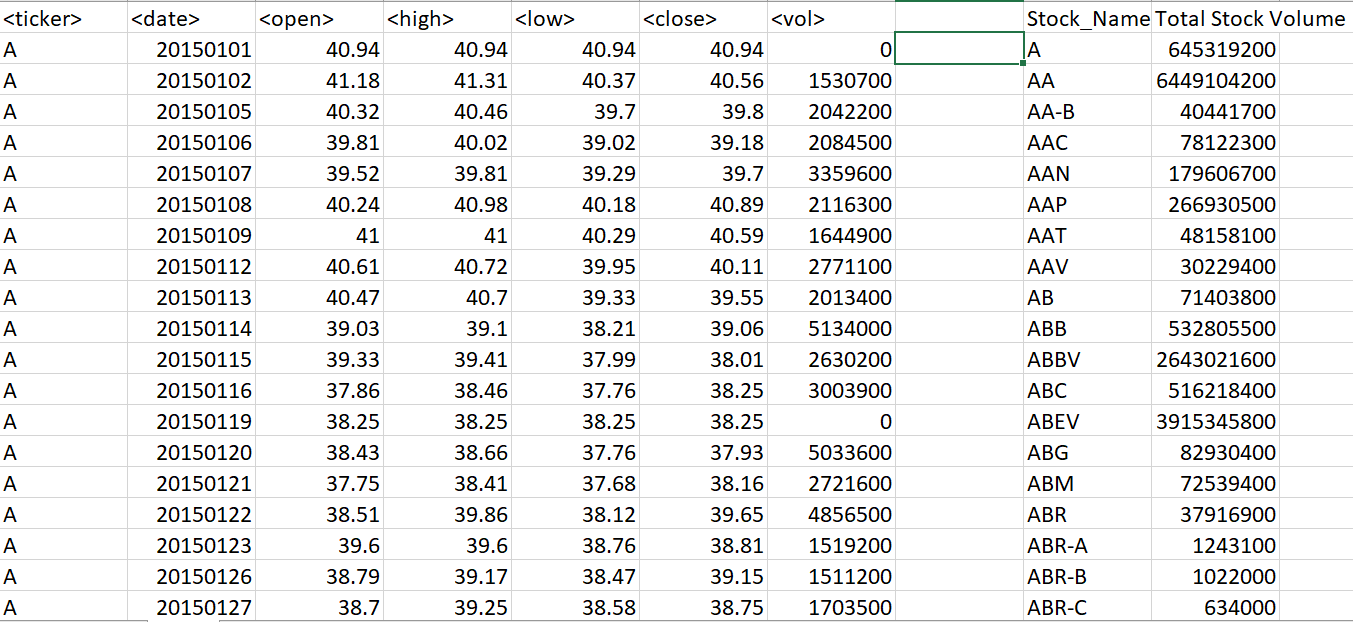 <ticker> <date> <open> <high> <low> <close> <vol> Stock_Name Total Stock Volume
A 20150101 40.94 40.94 40.94 40.94 0 A 645319200
A 20150102 41.18 41.31 40.37 40.56 1530700 AA 6449104200
A 20150105 40.32 40.46 39.7 39.8 2042200 AA-B 40441700
A 20150106 39.81 40.02 39.02 39.18 2084500 AAC 78122300
A 20150107 39.52 39.81 39.29 39.7 3359600 AAN 179606700
A 20150108 40.24 40.98 40.18 40.89 2116300 AAP 266930500
A 20150109 41 41 40.29 40.59 1644900 AAT 48158100
A 20150112 40.61 40.72 39.95 40.11 2771100 AAV 30229400
A 20150113 40.47 40.7 39.33 39.55 2013400 AB 71403800
A 20150114 39.03 39.1 38.21 39.06 5134000 ABB 532805500
A 20150115 39.33 39.41 37.99 38.01 2630200 ABBV 2643021600
A 20150116 37.86 38.46 37.76 38.25 3003900 ABC 516218400
A 20150119 38.25 38.25 38.25 38.25 0 ABEV 3915345800
A 20150120 38.43 38.66 37.76 37.93 5033600 ABG 82930400
A 20150121 37.75 38.41 37.68 38.16 2721600 ABM 72539400
A 20150122 38.51 39.86 38.12 39.65 4856500 ABR 37916900
A 20150123 39.6 39.6 38.76 38.81 1519200 ABR-A 1243100
A 20150126 38.79 39.17 38.47 39.15 1511200 ABR-B 1022000
A 20150127 38.7 39.25 38.58 38.75 1703500 ABR-C 634000